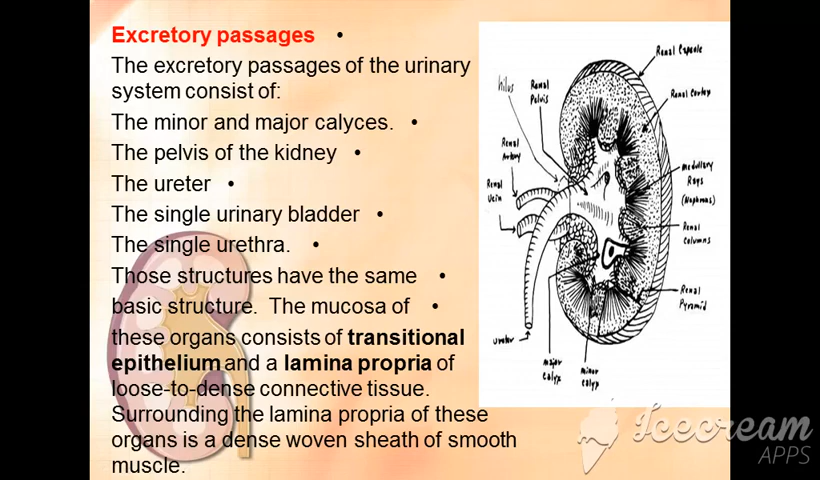 Excretory passages •
The excretory passages of the urinary
system consist of:
The minor and major calyces. •
The pelvis of the kidney •
The ureter •
The single urinary bladder •
The single urethra. •
Those structures have the same •
basic structure. The mucosa of •
these organs consists of transitional
epithelium and a lamina propria of
loose-to-dense connective tissue.
Surrounding the lamina propria of these
organs is a dense woven sheath of smooth
muscle.
Renal Capsule
hilus
Renal
Pelvis
Renal Cortex
Renal
Artery
Medullary
Rays
(Nephrons)
Renal
Vein
Renal
Columns
Renal
Pyramid
ureter
major
calyx
minor
calyx
Icecream
APPS